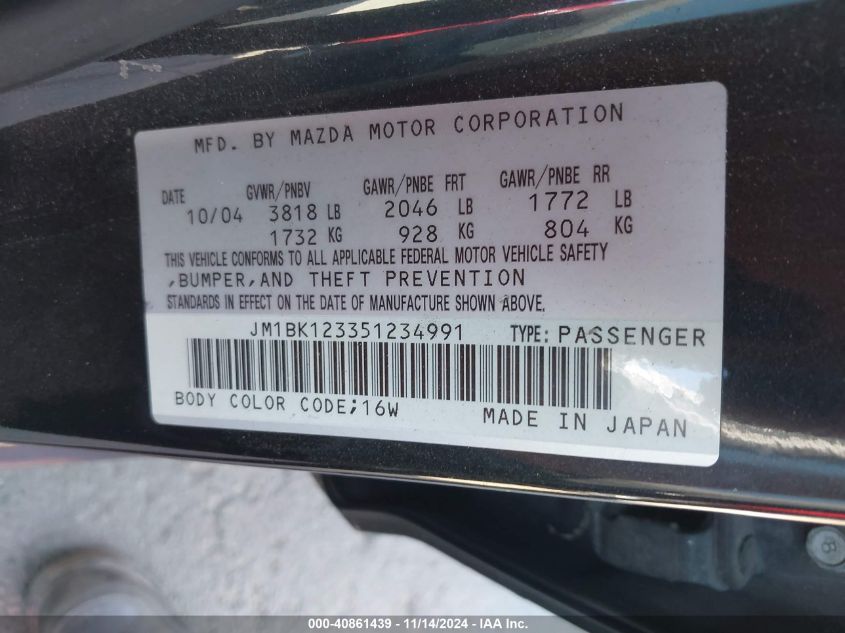 MFD. BY MAZDA MOTOR CORPORATION
DATE GVWR/PNBV GAWR/PNBE FRT GAWR/PNBE RR
10/04 3818 LB 2046 LB 1772 LB
1732 KG 928 KG 804 KG
THIS VEHICLE CONFORMS TO ALL APPLICABLE FEDERAL MOTOR VEHICLE SAFETY
,BUMPER,AND THEFT PREVENTION
STANDARDS IN EFFECT ON THE DATE OF MANUFACTURE SHOWN ABOVE.
JM1BK123351234991 TYPE: PASSENGER
BODY COLOR CODE;16W MADE IN JAPAN
8
000-40861439 - 11/14/2024 - IAA Inc.